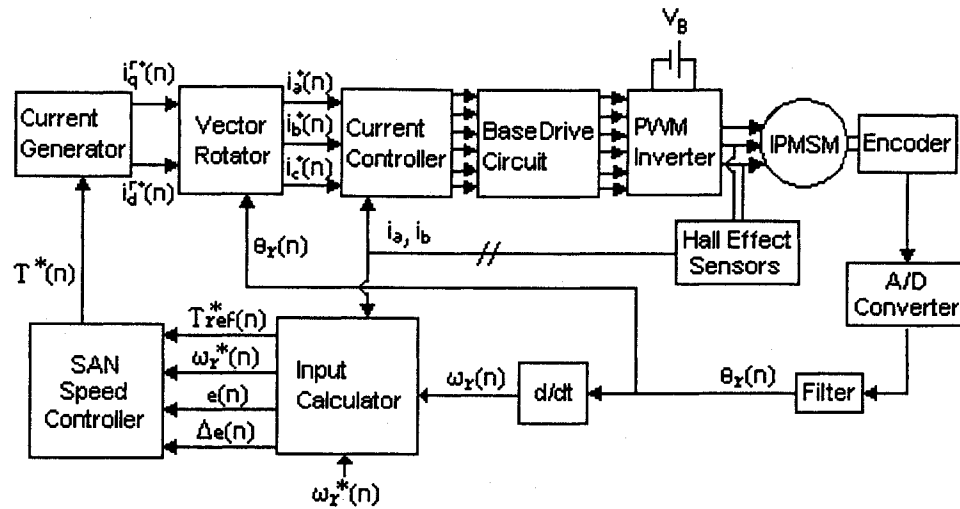 V_B
i_q^r*(n)
i_a*(n)
i_b*(n)
i_c*(n)
i_d^r*(n)
Current
Generator
Vector
Rotator
Current
Controller
Base Drive
Circuit
PWM
Inverter
IPMSM
Encoder
T*(n)
θ_r(n)
i_a, i_b
Hall Effect
Sensors
A/D
Converter
SAN
Speed
Controller
T_ref*(n)
ω_r*(n)
e(n)
Δe(n)
Input
Calculator
ω_r(n)
d/dt
θ_r(n)
Filter
ω_r*(n)